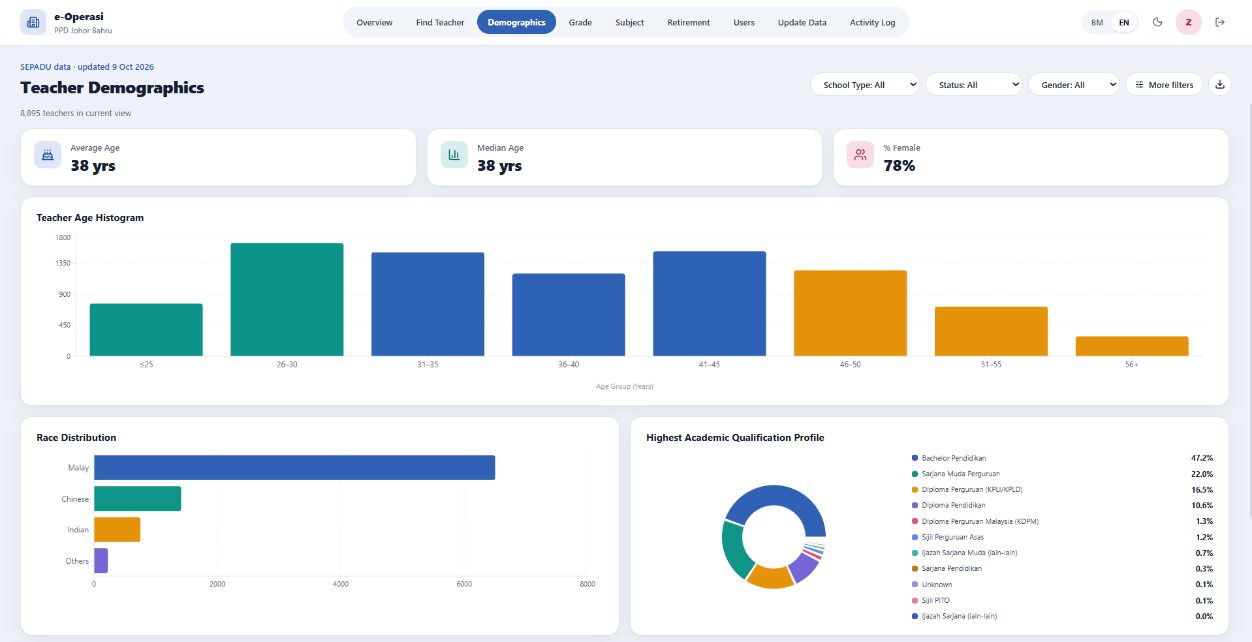 e-Operasi
PPD Johor Bahru
Overview
Find Teacher
Demographics
Grade
Subject
Retirement
Users
Update Data
Activity Log
BM
EN
Z
SEPADU data · updated 9 Oct 2026
Teacher Demographics
8,895 teachers in current view
School Type: All
Status: All
Gender: All
More filters
Average Age
38 yrs
Median Age
38 yrs
% Female
78%
Teacher Age Histogram
1800
1350
900
450
0
≤25
26–30
31–35
36–40
41–45
46–50
51–55
56+
Age Group (Years)
Race Distribution
Malay
Chinese
Indian
Others
0
2000
4000
6000
8000
Highest Academic Qualification Profile
Bachelor Pendidikan 47.2%
Sarjana Muda Perguruan 22.0%
Diploma Perguruan (KPLI/KPLD) 16.5%
Diploma Pendidikan 10.6%
Diploma Perguruan Malaysia (KDPM) 1.3%
Sijil Perguruan Asas 1.2%
Ijazah Sarjana Muda (lain-lain) 0.7%
Sarjana Pendidikan 0.3%
Unknown 0.1%
Sijil PITO 0.1%
Ijazah Sarjana (lain-lain) 0.0%